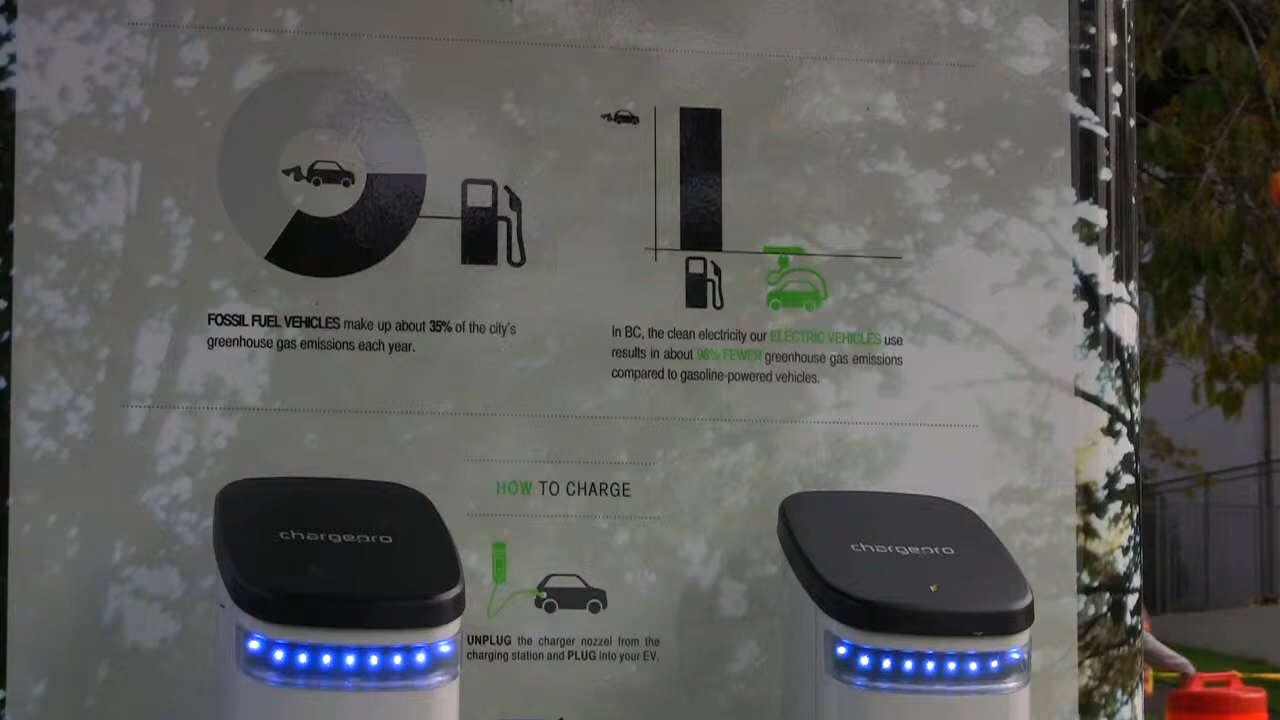 FOSSIL FUEL VEHICLES make up about 35% of the city's
greenhouse gas emissions each year.
In BC, the clean electricity our ELECTRIC VEHICLES use
results in about 98% FEWER greenhouse gas emissions
compared to gasoline-powered vehicles.
HOW TO CHARGE
chargepro
chargepro
UNPLUG the charger nozzel from the
charging station and PLUG into your EV.